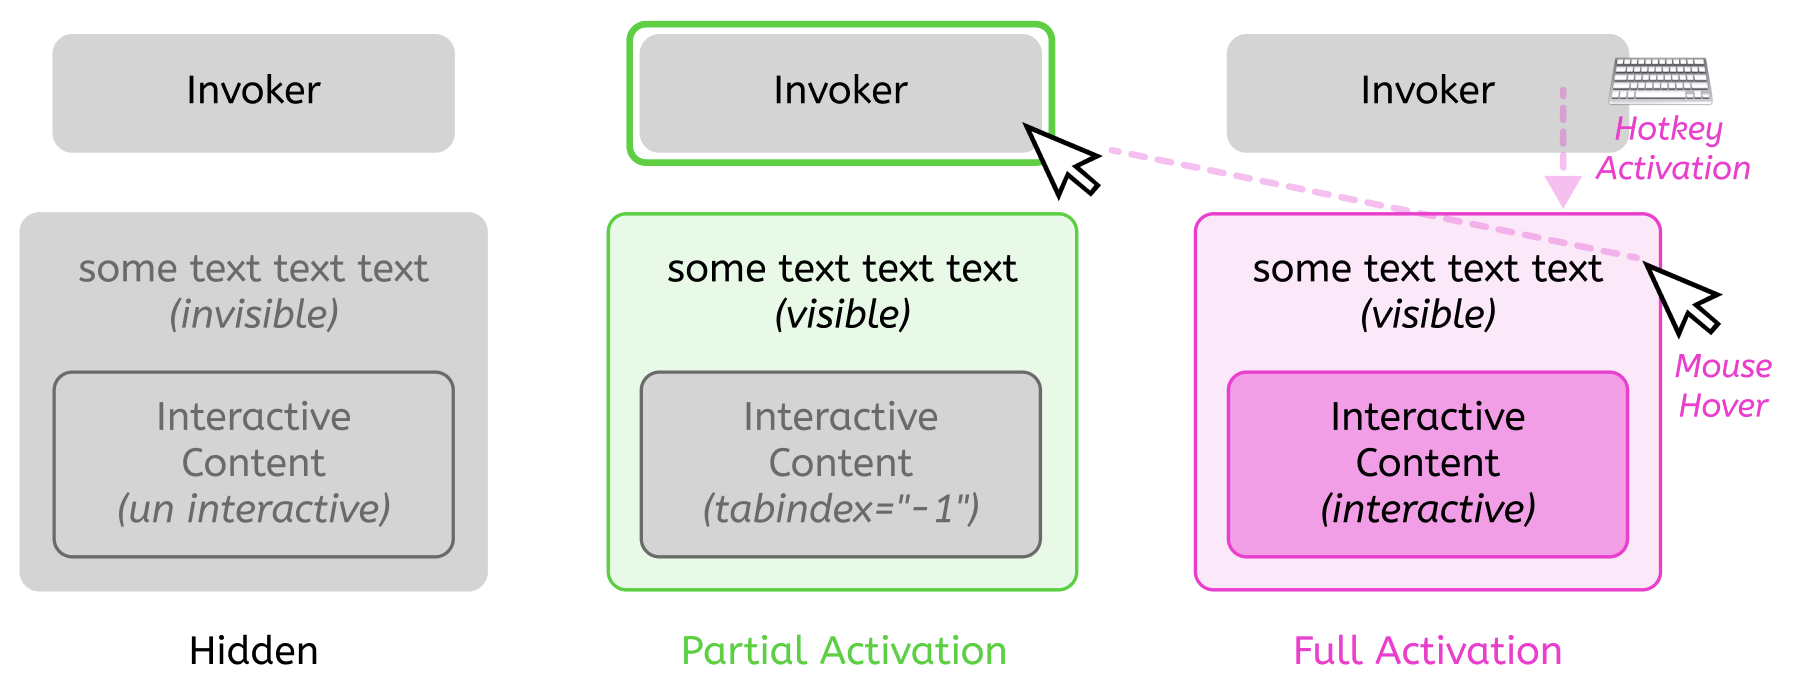 Invoker
some text text text
(invisible)
Interactive
Content
(un interactive)
Hidden
Invoker
some text text text
(visible)
Interactive
Content
(tabindex="-1")
Partial Activation
Invoker
Hotkey
Activation
some text text text
(visible)
Mouse
Hover
Interactive
Content
(interactive)
Full Activation